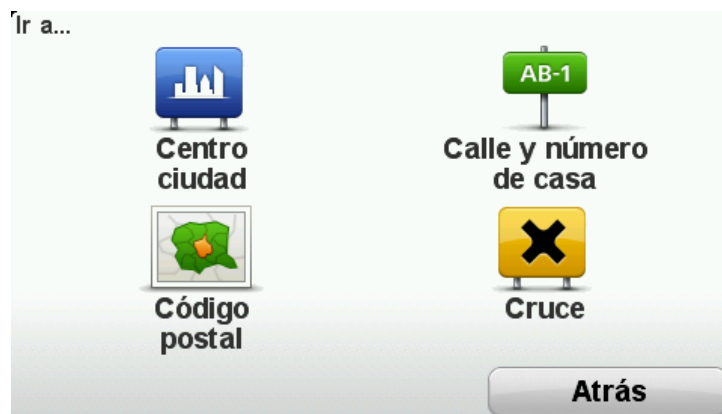 Ir a...
AB-1
Centro
ciudad
Calle y número
de casa
Código
postal
Cruce
Atrás